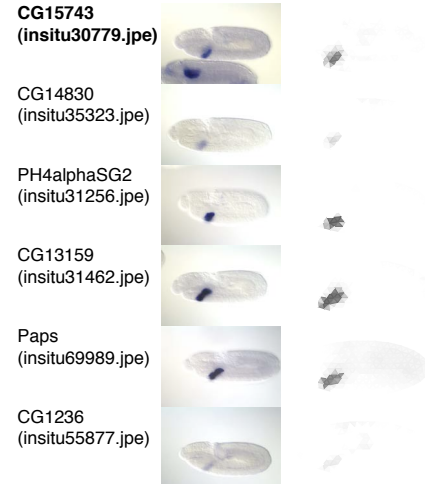 CG15743
(insitu30779.jpe)
CG14830
(insitu35323.jpe)
PH4alphaSG2
(insitu31256.jpe)
CG13159
(insitu31462.jpe)
Paps
(insitu69989.jpe)
CG1236
(insitu55877.jpe)